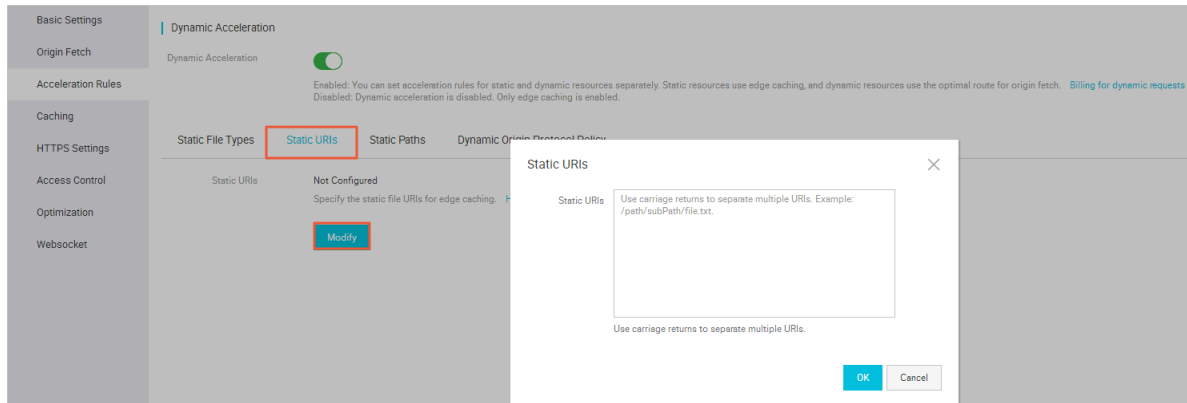 Basic Settings
Origin Fetch
Acceleration Rules
Caching
HTTPS Settings
Access Control
Optimization
Websocket
Dynamic Acceleration
Dynamic Acceleration
Enabled: You can set acceleration rules for static and dynamic resources separately. Static resources use edge caching, and dynamic resources use the optimal route for origin fetch. Billing for dynamic requests
Disabled: Dynamic acceleration is disabled. Only edge caching is enabled.
Static File Types Static URIs Static Paths Dynamic Origin Protocol Policy
Static URIs Not Configured
Specify the static file URIs for edge caching.
Modify
Static URIs
Static URIs Use carriage returns to separate multiple URIs. Example:
/path/subPath/file.txt.
Use carriage returns to separate multiple URIs.
OK Cancel